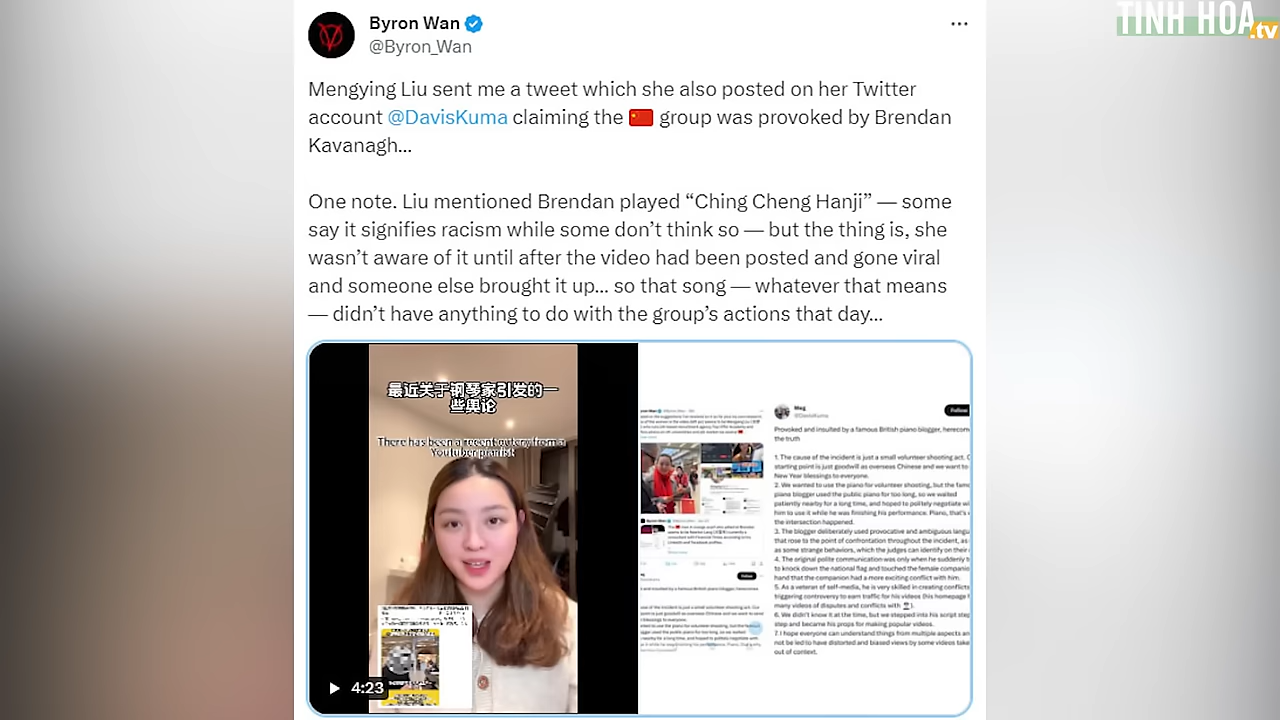 TINH HOA.tv
Byron Wan
@Byron_Wan
Mengying Liu sent me a tweet which she also posted on her Twitter
account @DavisKuma claiming the 🇨🇳 group was provoked by Brendan
Kavanagh...
One note. Liu mentioned Brendan played “Ching Cheng Hanji” — some
say it signifies racism while some don’t think so — but the thing is, she
wasn’t aware of it until after the video had been posted and gone viral
and someone else brought it up... so that song — whatever that means
— didn’t have anything to do with the group’s actions that day...
最近关于钢琴家引发的一
些舆论
There has been a recent
from a
YouTuber pianist
4:23
Meg
@DavisKuma
Follow
Provoked and insulted by a famous British piano blogger,
the truth
1. The cause of the incident is just a small volunteer shooting act.
starting point is just goodwill as overseas Chinese and we want to
New Year blessings to everyone.
2. We wanted to use the piano for volunteer shooting, but the
piano blogger used the public piano for too long, so we waited
patiently nearby for a long time, and hoped to politely negotiate
him to use it while he was finishing his performance. Piano, that's
the intersection happened.
3. The blogger deliberately used provocative and ambiguous
that rose to the point of confrontation throughout the incident, as
as some strange behaviors, which the judges can identify on their
4. The original polite communication was only when he suddenly
to knock down the national flag and touched the female
hand that the companion had a more exciting conflict with him.
5. As a veteran of self-media, he is very skilled in creating conflicts
triggering controversy to earn traffic for his videos (his homepage
many videos of disputes and conflicts with
6. We didn't know it at the time, but we stepped into his script step
step and became his props for making popular videos.
7. I hope everyone can understand things from multiple aspects
not be led to have distorted and biased views by some videos
out of context.